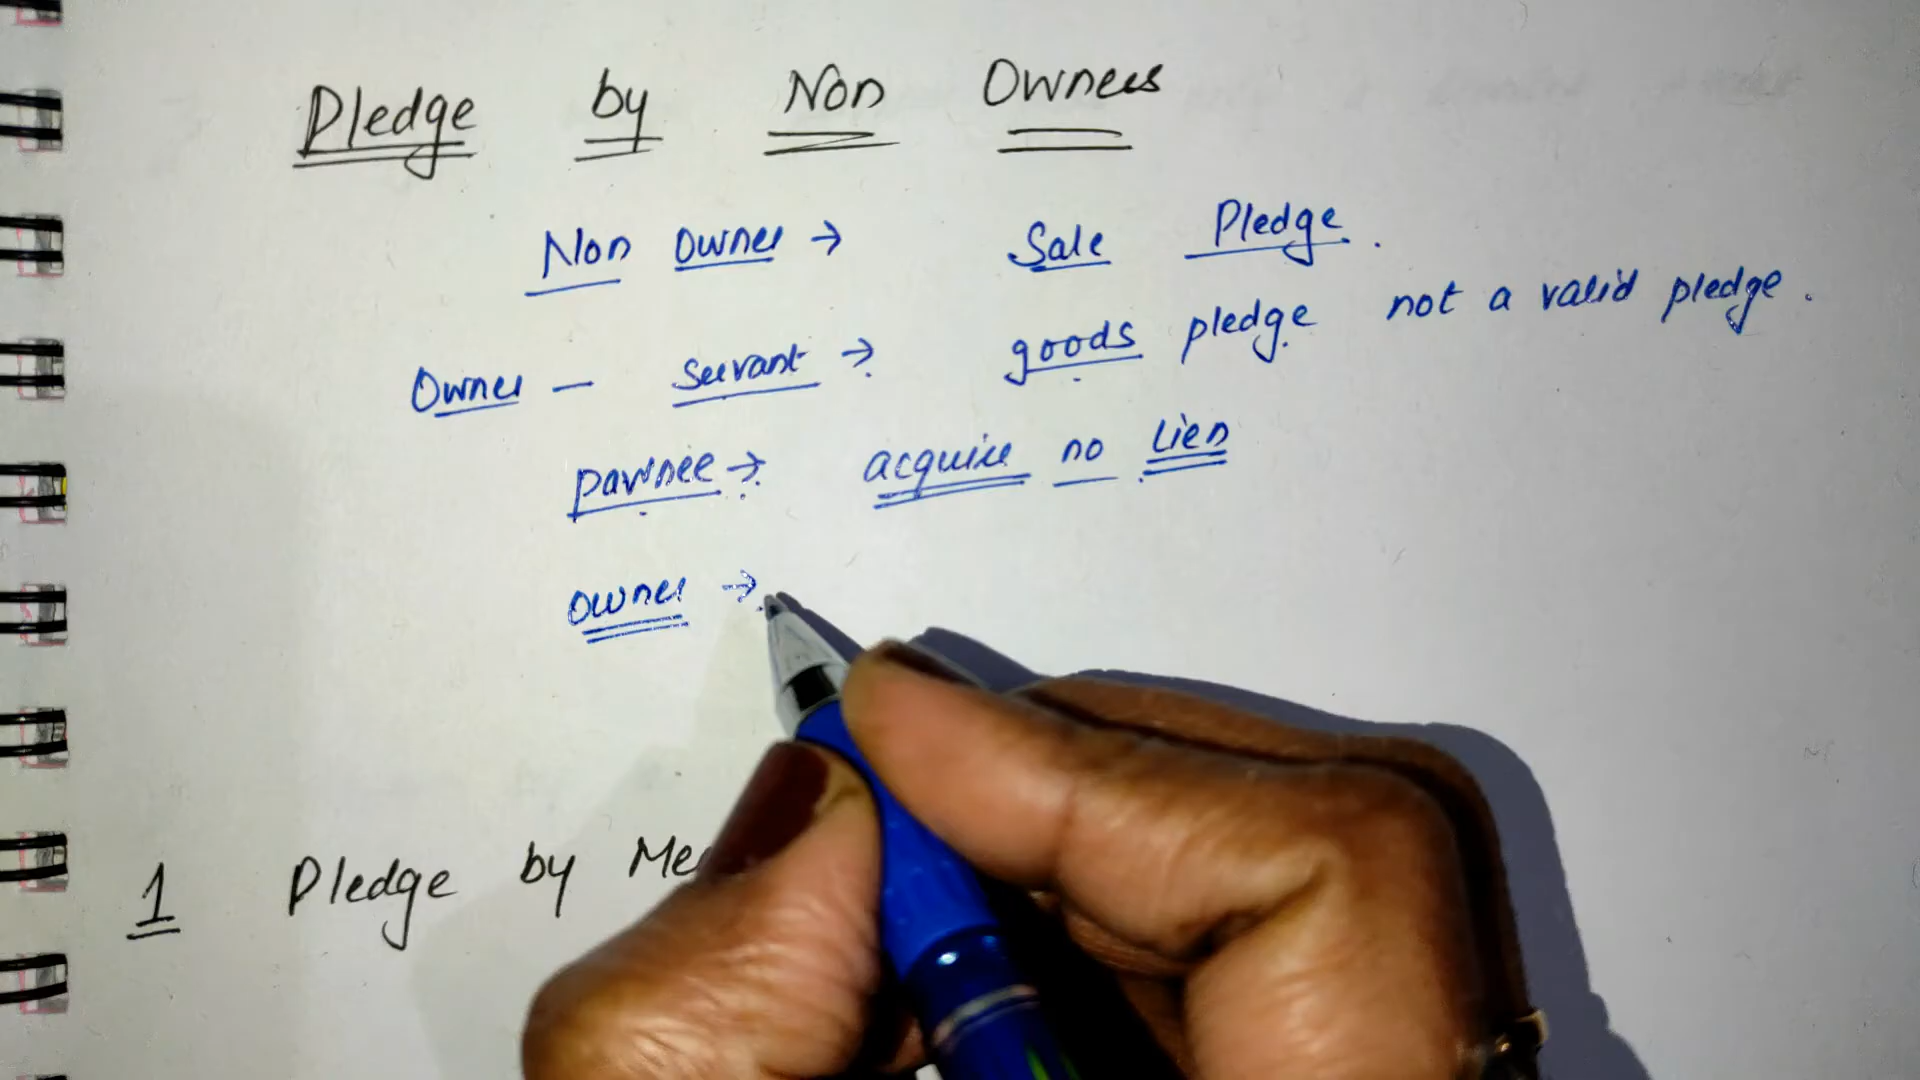 Pledge by Non Owners
Non Owner → Sale Pledge.
Owner — servant → goods pledge not a valid pledge.
pawnee → acquire no Lien
owner →
1 Pledge by Me